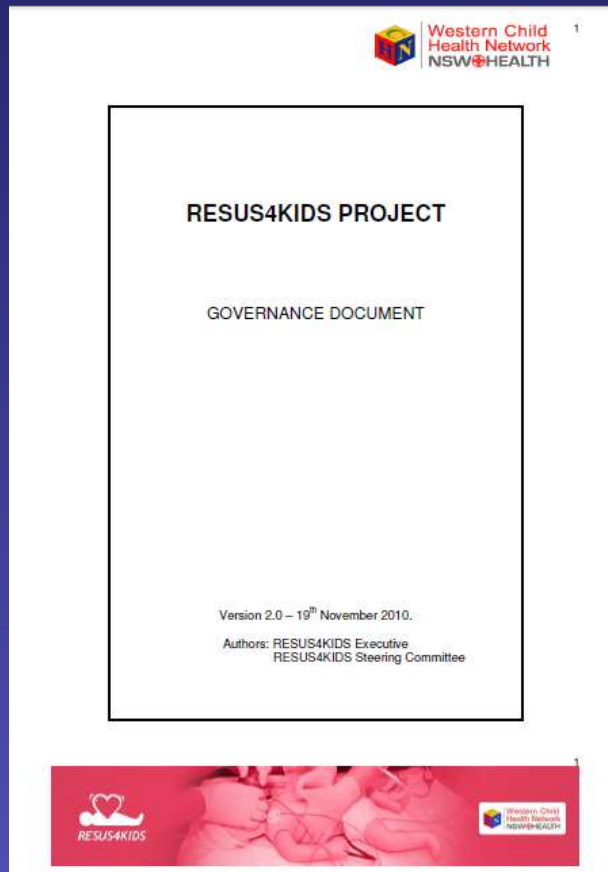 HN
Western Child
Health Network
NSW HEALTH
1
RESUS4KIDS PROJECT
GOVERNANCE DOCUMENT
Version 2.0 – 19th November 2010.
Authors: RESUS4KIDS Executive
RESUS4KIDS Steering Committee
1
RESUS4KIDS
Western Child
Health Network
NSW HEALTH